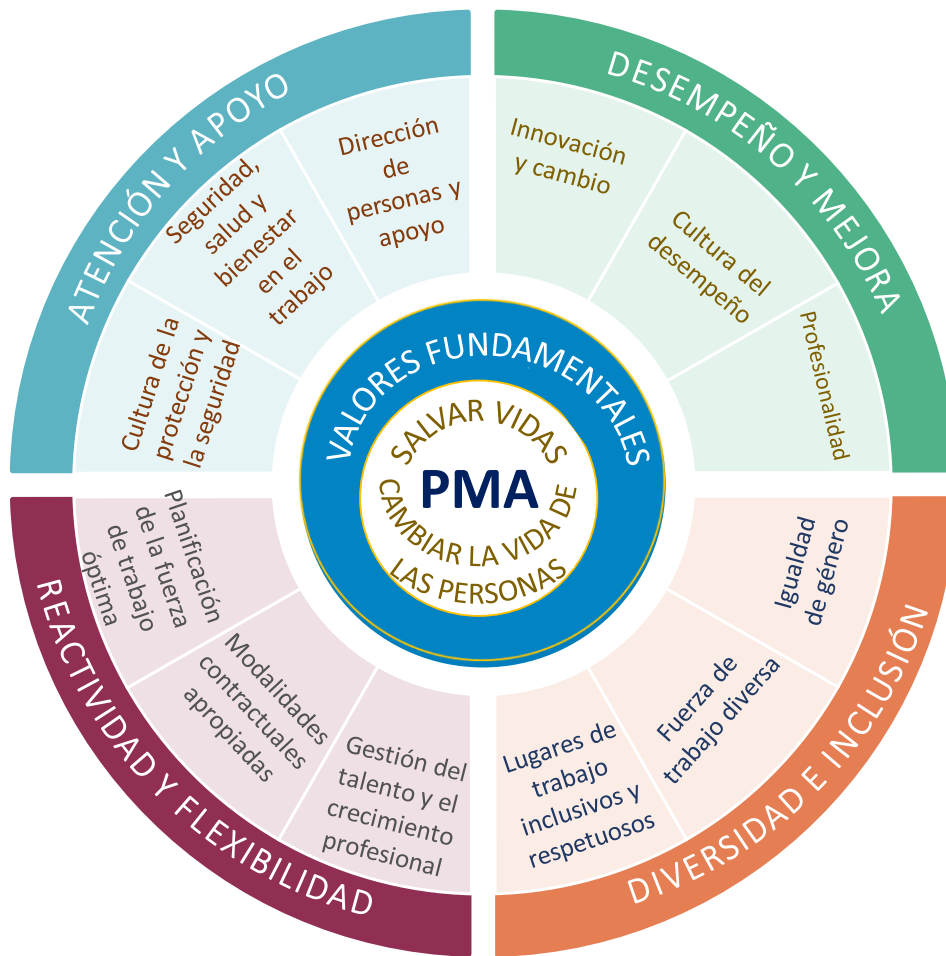 ATENCIÓN Y APOYO
Cultura de la
protección y
la seguridad
Seguridad,
salud y
bienestar
en el
trabajo
Dirección
de
personas y
apoyo
DESEMPEÑO Y MEJORA
Innovación
y cambio
Cultura del
desempeño
Profesionalidad
VALORES FUNDAMENTALES
SALVAR VIDAS
PMA
CAMBIAR LA VIDA DE
LAS PERSONAS
REACTIVIDAD Y FLEXIBILIDAD
Planificación
de la fuerza
de trabajo
óptima
Modalidades
contractuales
apropiadas
Gestión del
talento y el
crecimiento
profesional
DIVERSIDAD E INCLUSIÓN
Igualdad
de género
Fuerza de
trabajo diversa
Lugares de
trabajo
inclusivos y
respetuosos